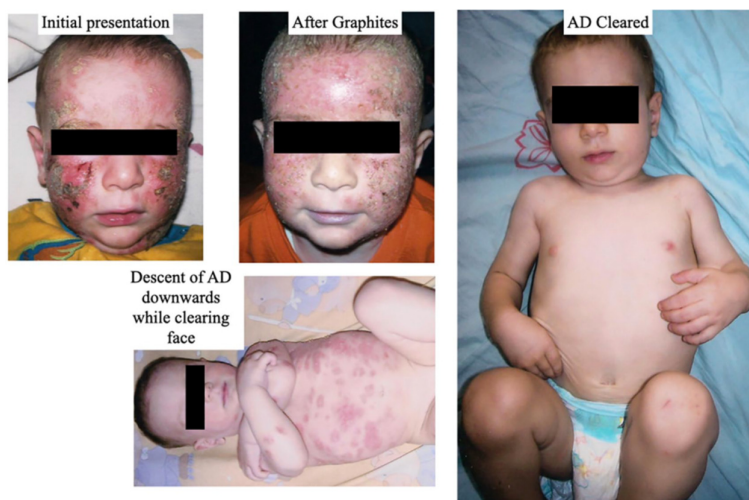 Initial presentation
After Graphites
AD Cleared
Descent of AD
downwards
while clearing
face